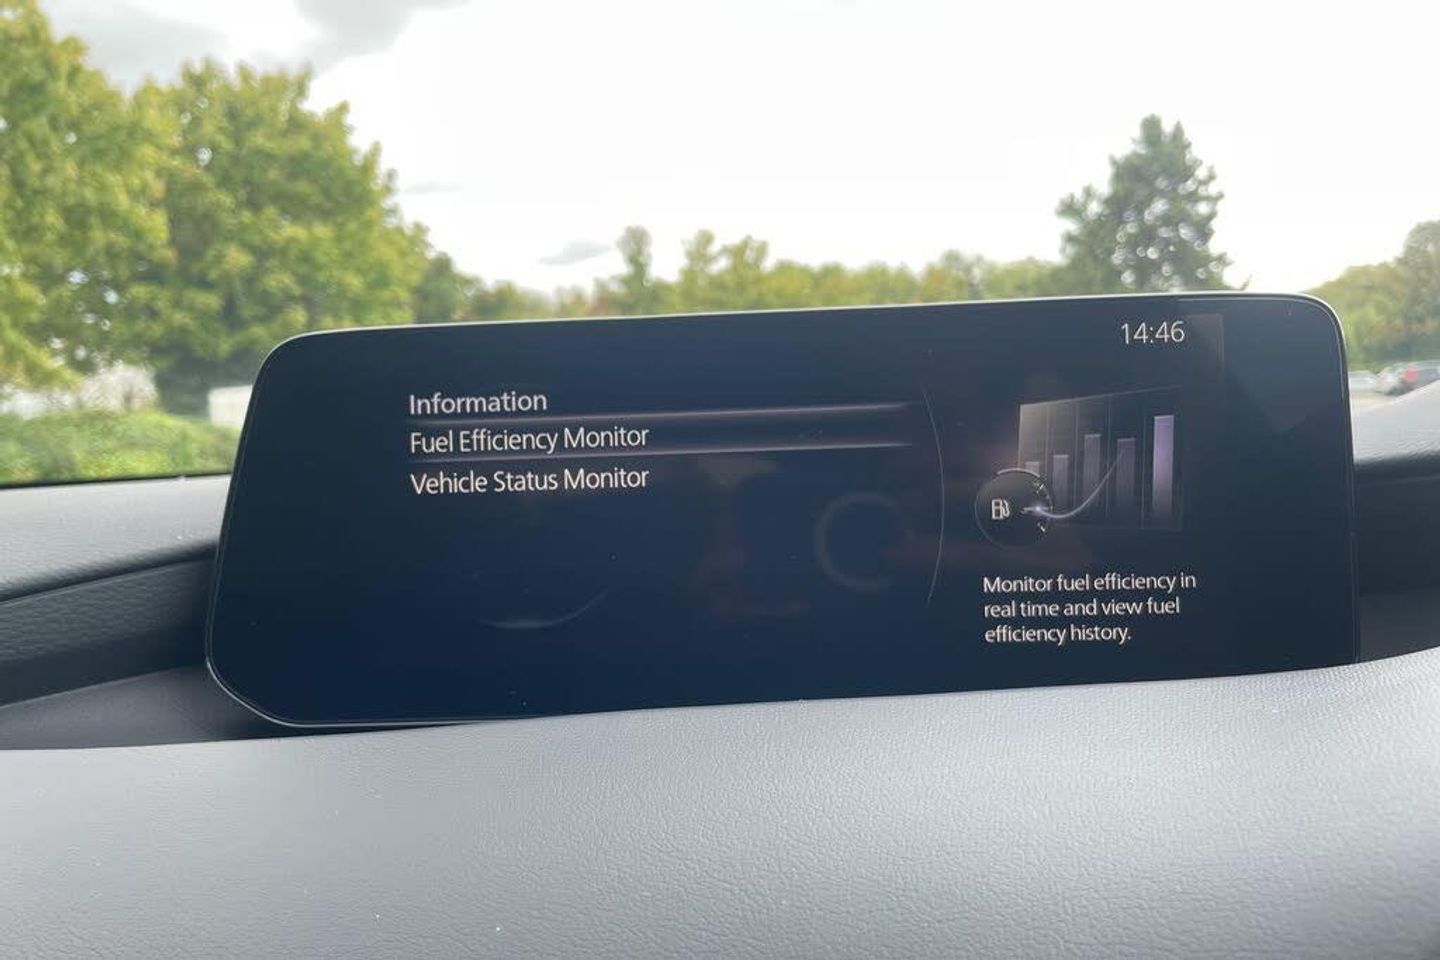 14:46
Information
Fuel Efficiency Monitor
Vehicle Status Monitor
Monitor fuel efficiency in
real time and view fuel
efficiency history.